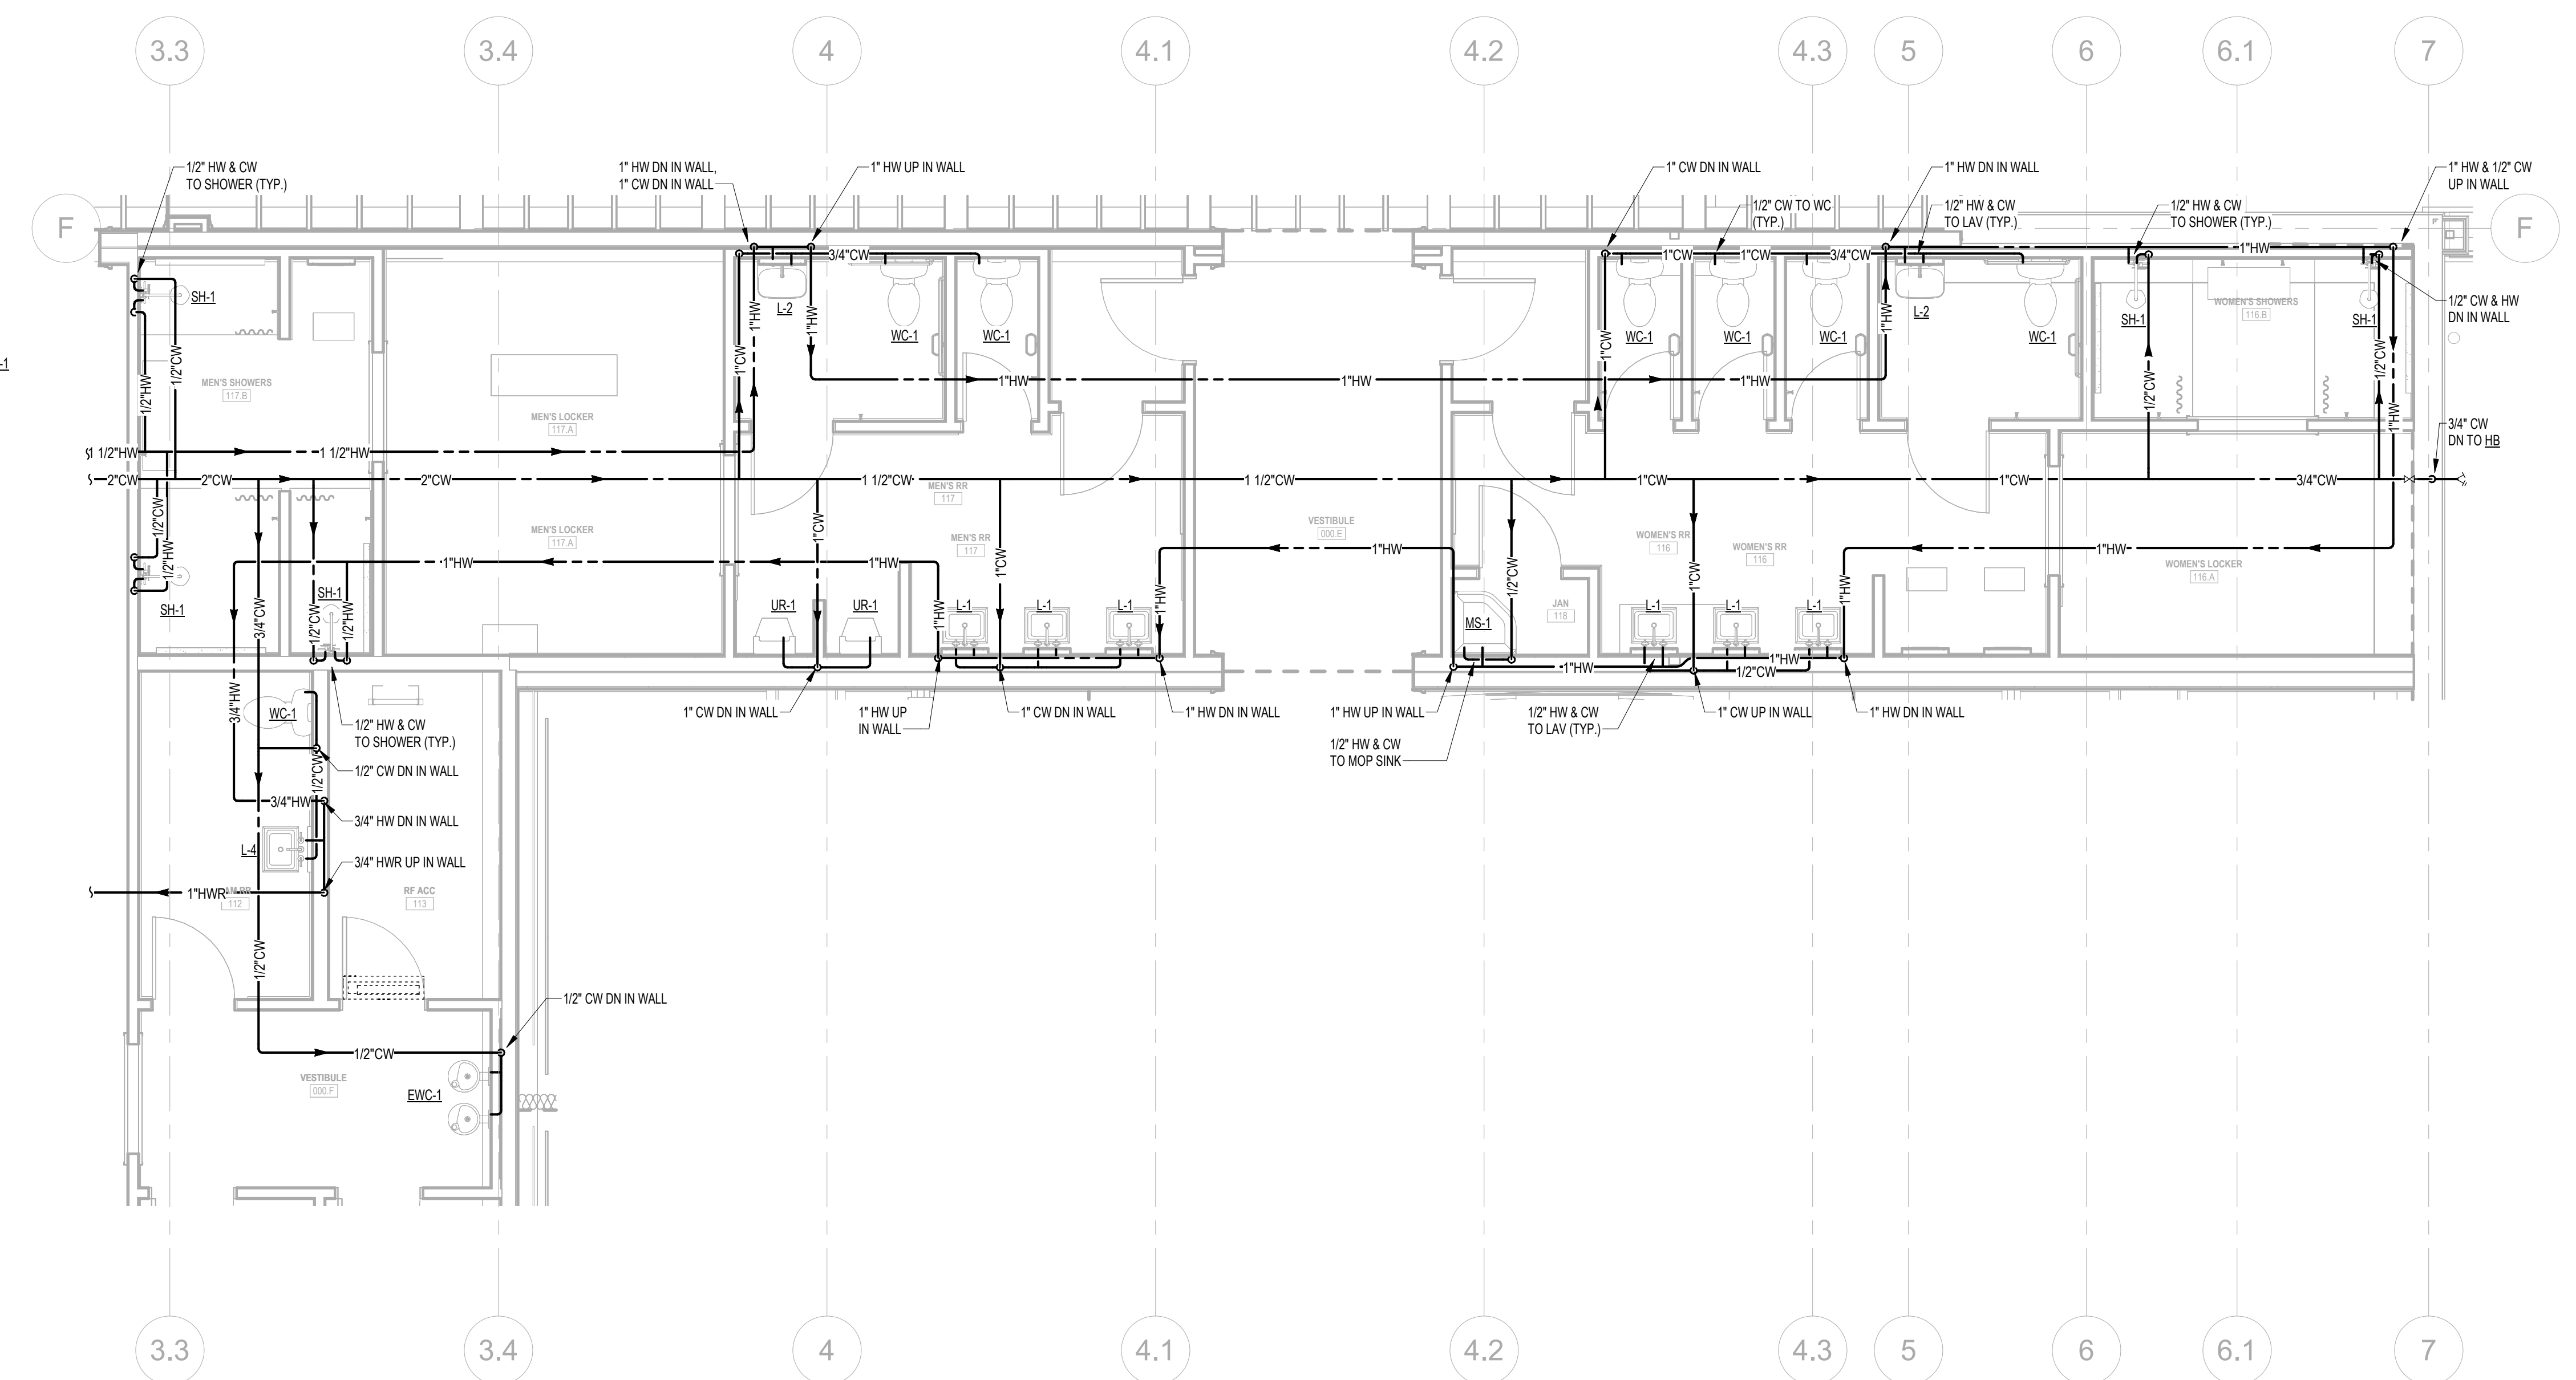 3.3
3.4
4
4.1
4.2
4.3
5
6
6.1
7
1/2" HW & CW
TO SHOWER (TYP.)
1" HW DN IN WALL,
1" CW DN IN WALL
1" HW UP IN WALL
1" CW DN IN WALL
1/2" CW TO WC
(TYP.)
1" HW DN IN WALL
1/2" HW & CW
TO LAV (TYP.)
1/2" HW & CW
TO SHOWER (TYP.)
1" HW & 1/2" CW
UP IN WALL
F
F
3/4"CW
1"CW
1"CW
3/4"CW
1"HW
SH-1
L-2
WC-1
WC-1
WC-1
WC-1
WC-1
L-2
WC-1
SH-1
WOMEN'S SHOWERS
116.B
SH-1
1/2" CW & HW
DN IN WALL
1"HW
1"HW
1"CW
1"CW
1"HW
-1
1/2"CW
1/2"HW
MEN'S SHOWERS
117.B
1"HW
1"HW
1"HW
1/2"CW
1/2"CW
1"HW
MEN'S LOCKER
117.A
3/4" CW
DN TO HB
1 1/2"HW
1 1/2"HW
2"CW
2"CW
2"CW
1 1/2"CW
1 1/2"CW
1"CW
1"CW
3/4"CW
MEN'S RR
117
1/2"CW
1/2"HW
MEN'S LOCKER
117.A
1"CW
MEN'S RR
117
VESTIBULE
000.E
WOMEN'S RR
116
WOMEN'S RR
116
1"HW
1"HW
1"HW
1"HW
1"CW
1/2"CW
1"CW
WOMEN'S LOCKER
116.A
SH-1
3/4"CW
SH-1
1/2"CW
1/2"HW
UR-1
UR-1
1"HW
L-1
L-1
L-1
1"HW
MS-1
JAN
118
L-1
L-1
L-1
1"HW
1"HW
1"HW
1/2"CW
3/4"HW
WC-1
1/2" HW & CW
TO SHOWER (TYP.)
1" CW DN IN WALL
1" HW UP
IN WALL
1" CW DN IN WALL
1" HW DN IN WALL
1" HW UP IN WALL
1/2" HW & CW
TO LAV (TYP.)
1" CW UP IN WALL
1" HW DN IN WALL
1/2" HW & CW
TO MOP SINK
1/2"CW
1/2" CW DN IN WALL
3/4"HW
3/4" HW DN IN WALL
L-4
3/4" HWR UP IN WALL
1"HWR
112
RF ACC
113
1/2"CW
1/2" CW DN IN WALL
1/2"CW
VESTIBULE
000.F
EWC-1
3.3
3.4
4
4.1
4.2
4.3
5
6
6.1
7